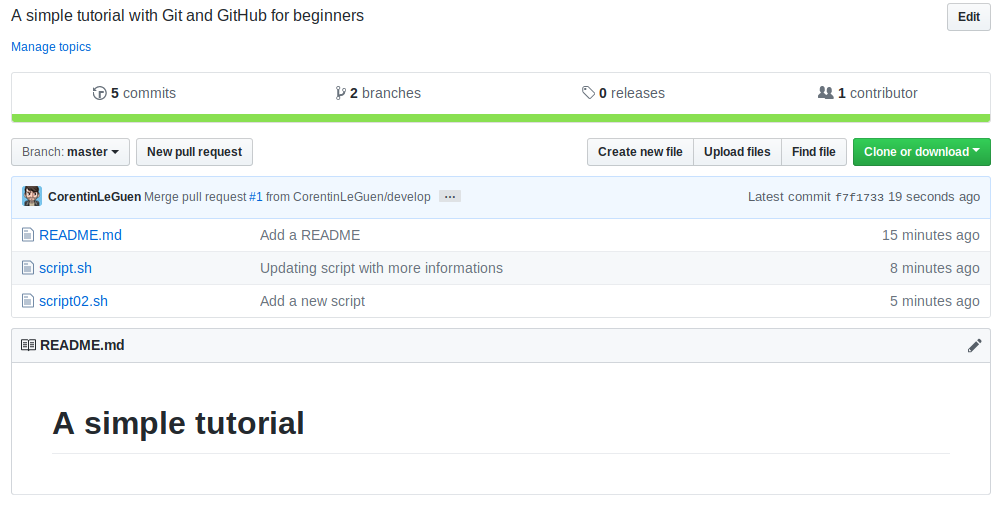 A simple tutorial with Git and GitHub for beginners Edit
Manage topics
5 commits 2 branches 0 releases 1 contributor
Branch: master New pull request Create new file Upload files Find file Clone or download
CorentinLeGuen Merge pull request #1 from CorentinLeGuen/develop ... Latest commit f7f1733 19 seconds ago
README.md Add a README 15 minutes ago
script.sh Updating script with more informations 8 minutes ago
script02.sh Add a new script 5 minutes ago
README.md
A simple tutorial